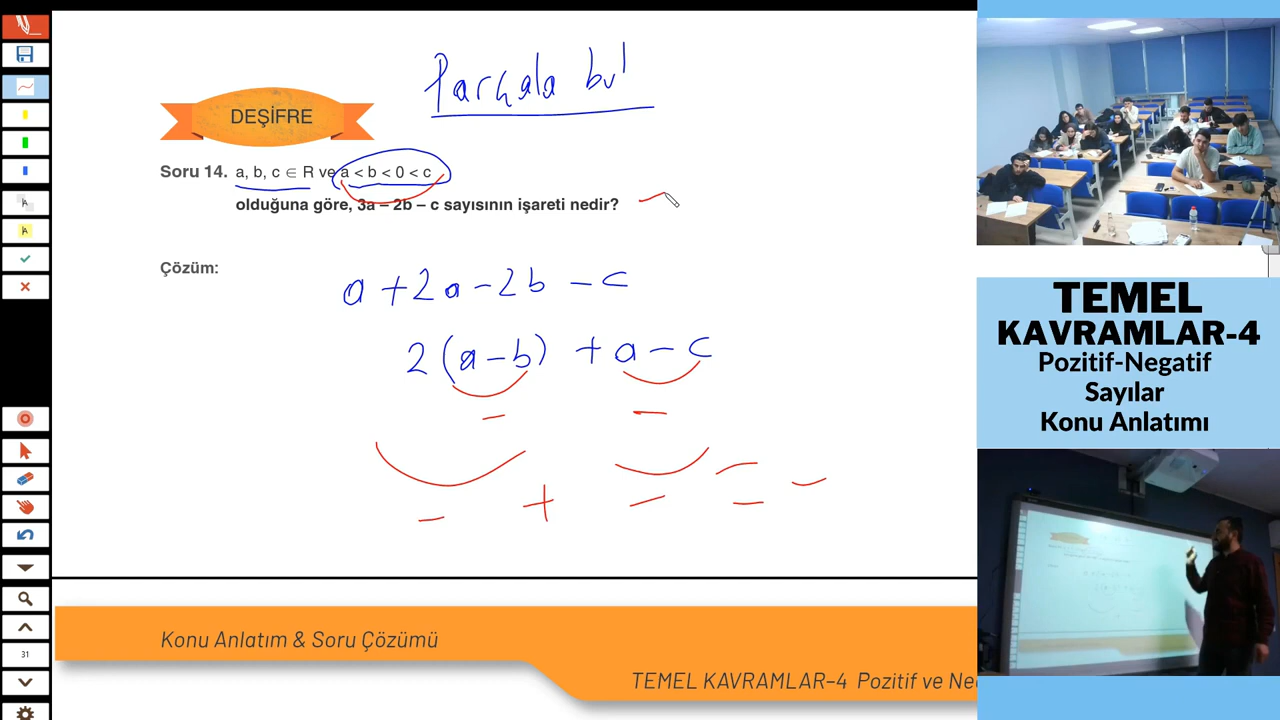 Parçala bul
DEŞİFRE
Soru 14. a, b, c ∈ R ve a < b < 0 < c
olduğuna göre, 3a – 2b – c sayısının işareti nedir? –
Çözüm:
a + 2a – 2b – c
2(a – b) + a – c
– –
– + – = –
31
Konu Anlatım & Soru Çözümü
TEMEL KAVRAMLAR–4 Pozitif ve Ne
TEMEL
KAVRAMLAR-4
Pozitif-Negatif
Sayılar
Konu Anlatımı